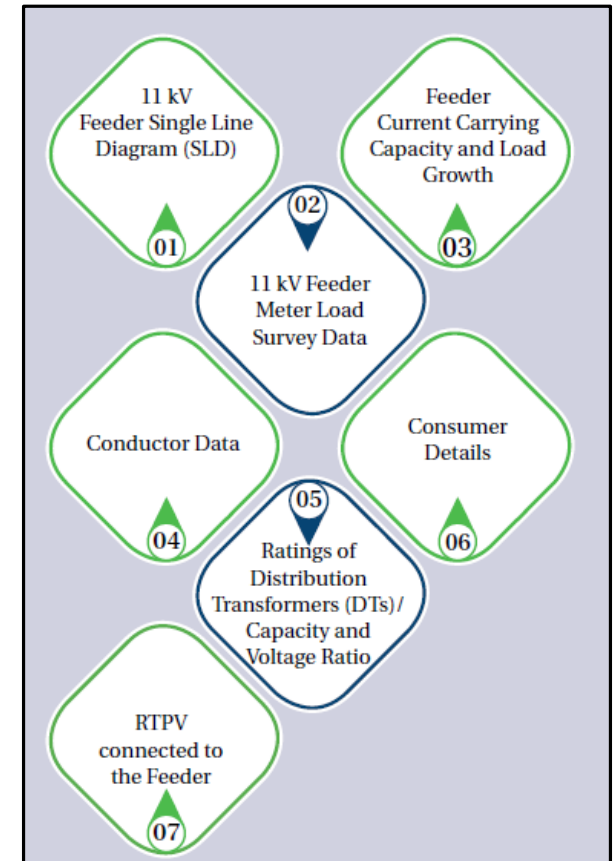 11 kV
Feeder Single Line
Diagram (SLD)
01
02
11 kV Feeder
Meter Load
Survey Data
Feeder
Current Carrying
Capacity and Load
Growth
03
Conductor Data
04
05
Ratings of
Distribution
Transformers (DTs)/
Capacity and
Voltage Ratio
Consumer
Details
06
RTPV
connected to
the Feeder
07